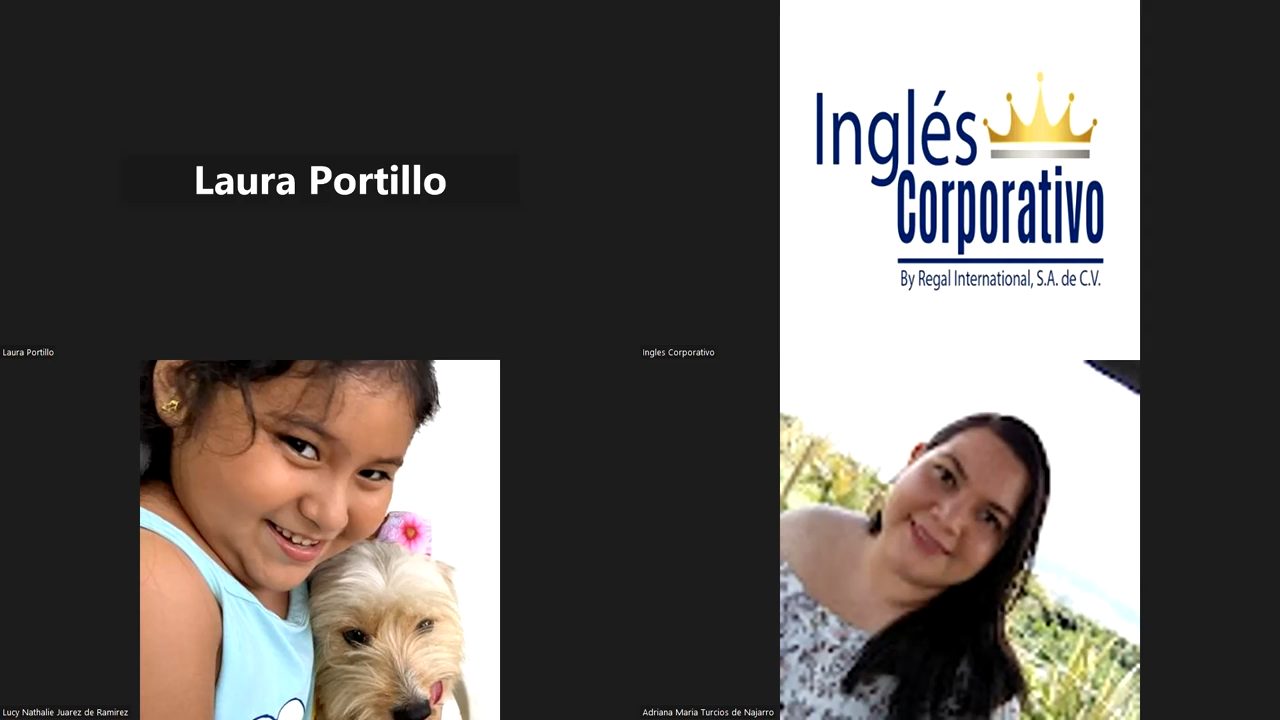 Laura Portillo
Inglés
Corporativo
By Regal International, S.A. de C.V.
Laura Portillo
Ingles Corporativo
Lucy Nathalie Juarez de Ramirez
Adriana Maria Turcios de Najarro